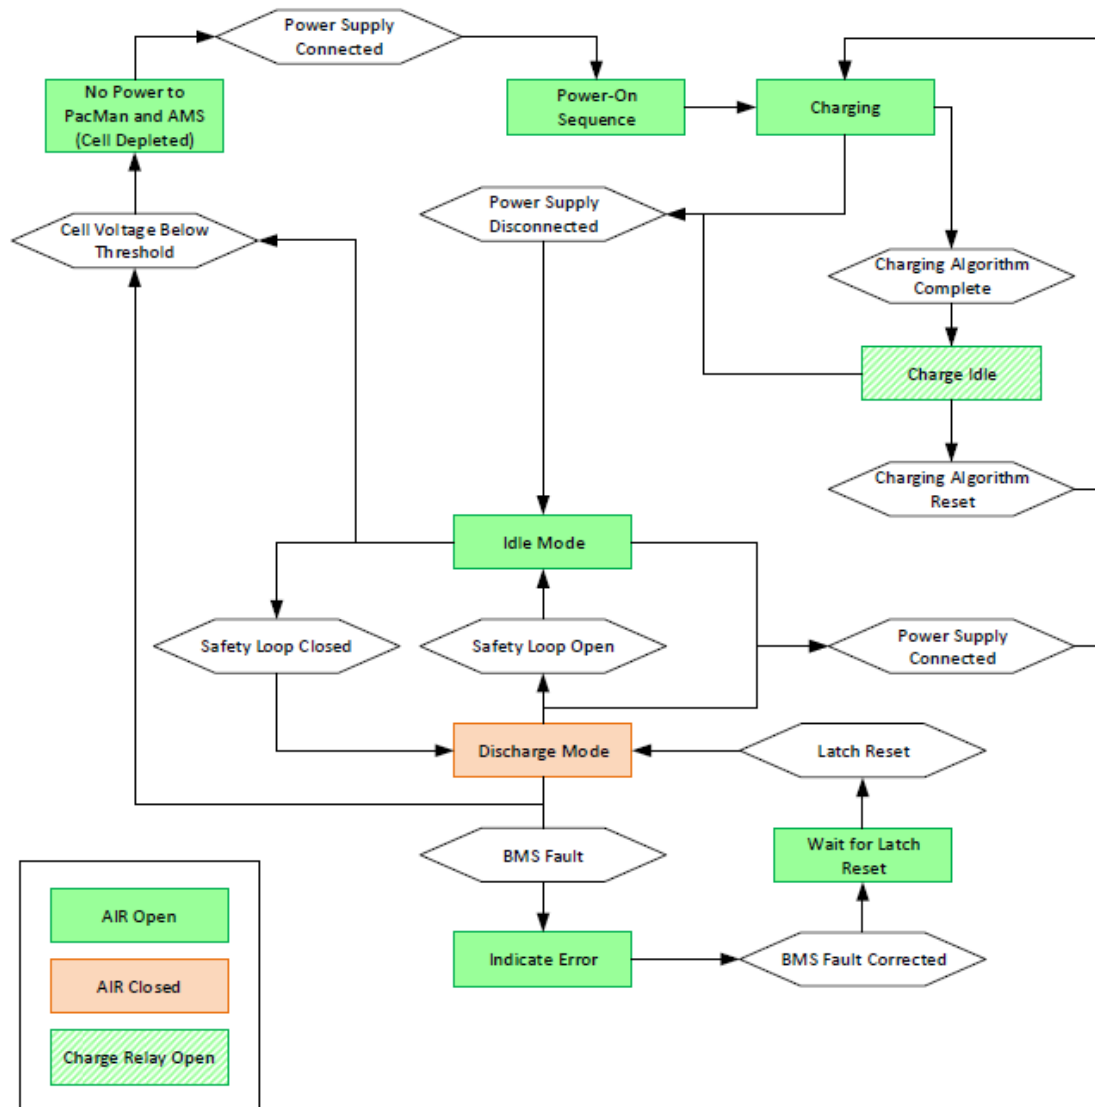 Power Supply
Connected
No Power to
PacMan and AMS
(Cell Depleted)
Power-On
Sequence
Charging
Cell Voltage Below
Threshold
Power Supply
Disconnected
Charging Algorithm
Complete
Charge Idle
Charging Algorithm
Reset
Idle Mode
Safety Loop Closed
Safety Loop Open
Power Supply
Connected
Discharge Mode
Latch Reset
BMS Fault
Wait for Latch
Reset
Indicate Error
BMS Fault Corrected
AIR Open
AIR Closed
Charge Relay Open